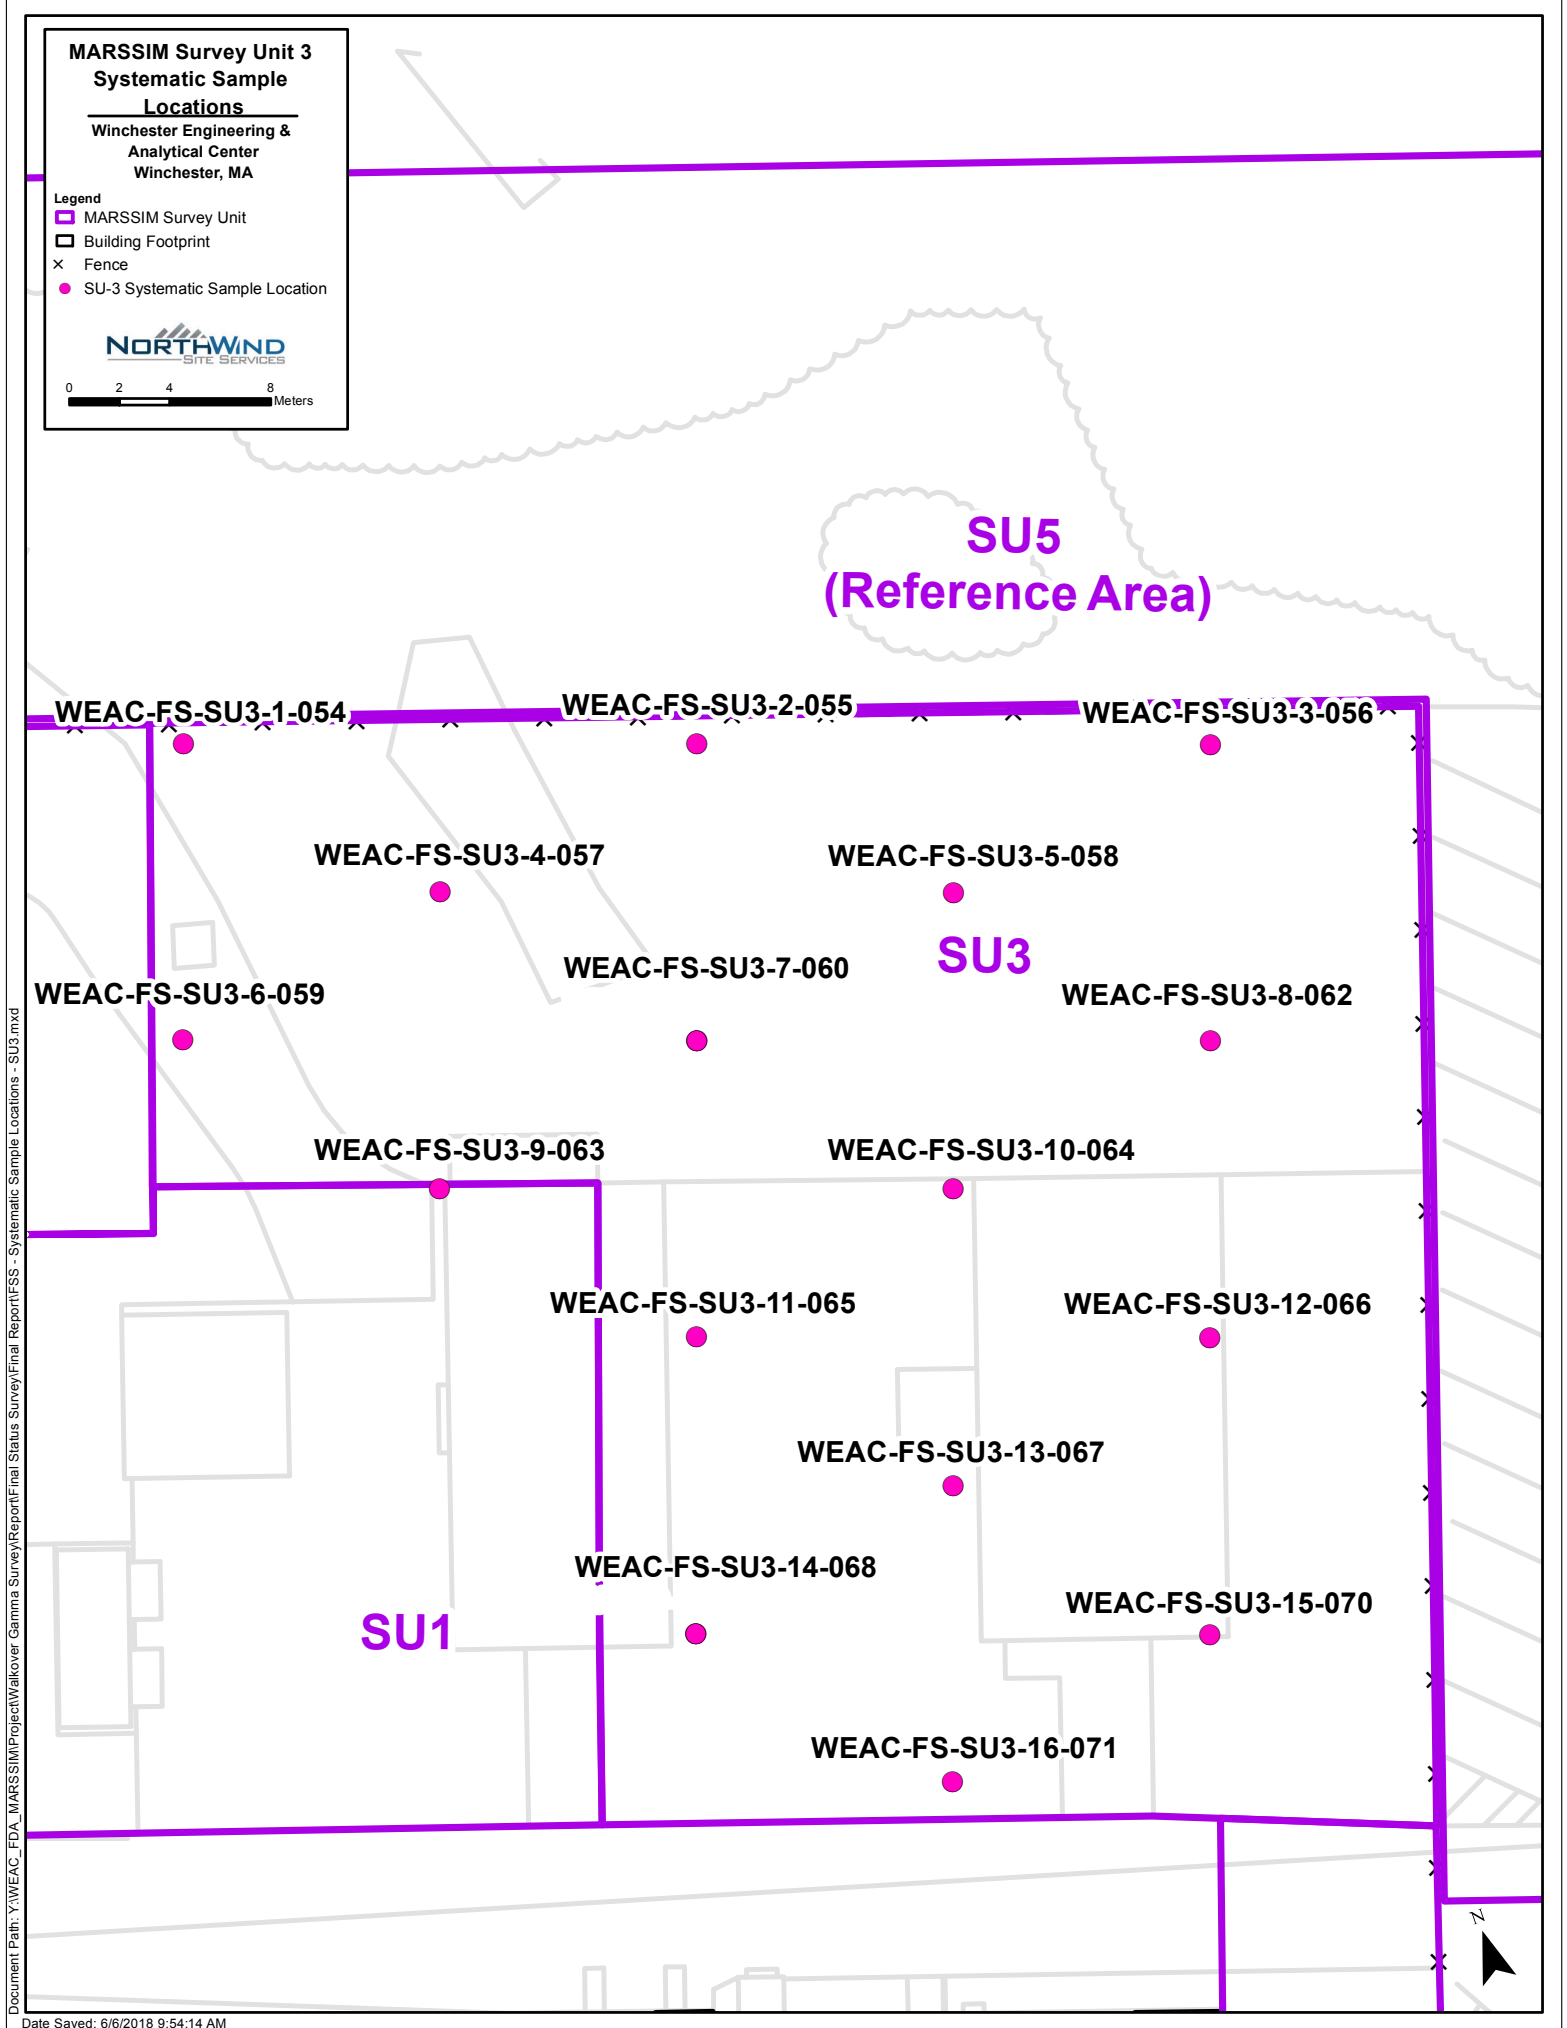 MARSSIM Survey Unit 3
Systematic Sample
Locations
Winchester Engineering &
Analytical Center
Winchester, MA
Legend
MARSSIM Survey Unit
Building Footprint
Fence
SU-3 Systematic Sample Location
NORTHWIND
SITE SERVICES
0 2 4 8
Meters
SU5
(Reference Area)
WEAC-FS-SU3-1-054
WEAC-FS-SU3-2-055
WEAC-FS-SU3-3-056
WEAC-FS-SU3-4-057
WEAC-FS-SU3-5-058
SU3
WEAC-FS-SU3-7-060
WEAC-FS-SU3-6-059
WEAC-FS-SU3-8-062
WEAC-FS-SU3-9-063
WEAC-FS-SU3-10-064
WEAC-FS-SU3-11-065
WEAC-FS-SU3-12-066
WEAC-FS-SU3-13-067
WEAC-FS-SU3-14-068
WEAC-FS-SU3-15-070
SU1
WEAC-FS-SU3-16-071
N
Document Path: Y:\WEAC_FDA_MARSSIM\Project\Walkover Gamma Survey\Report\Final Status Survey\Final Report\FSS - Systematic Sample Locations - SU3.mxd
Date Saved: 6/6/2018 9:54:14 AM